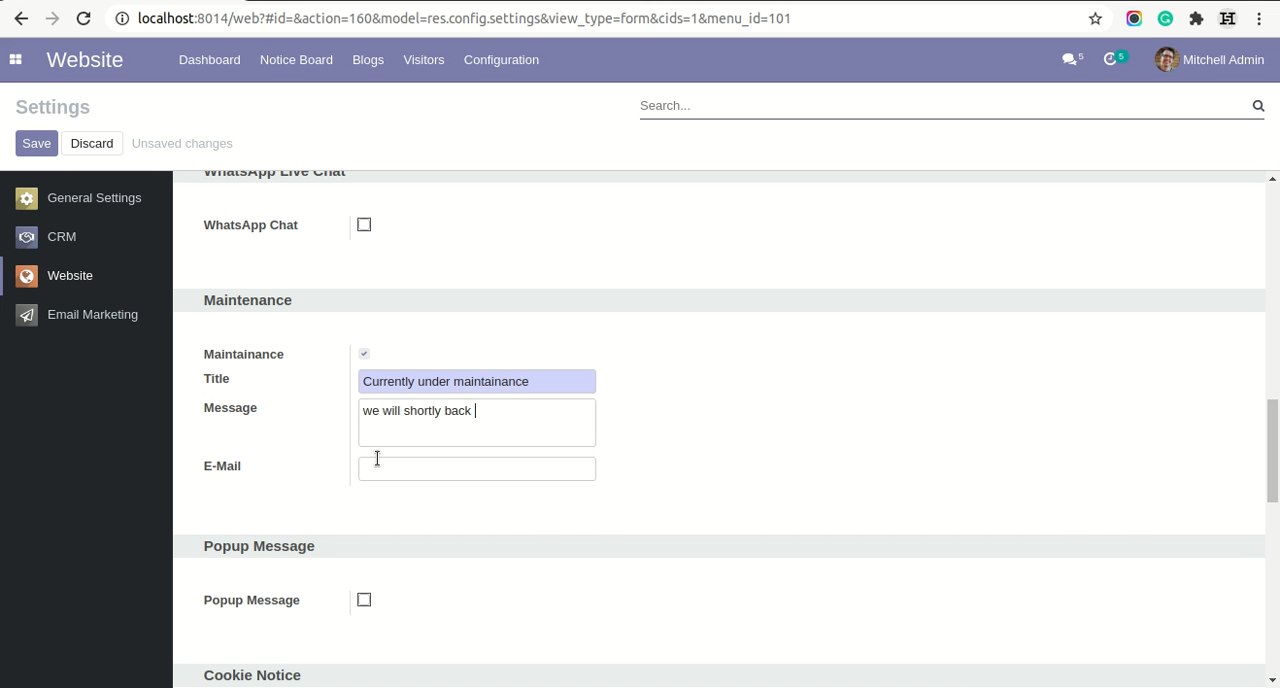 localhost:8014/web?#id=&action=160&model=res.config.settings&view_type=form&cids=1&menu_id=101
Website Dashboard Notice Board Blogs Visitors Configuration 5 5 Mitchell Admin
Settings Search...
Save Discard Unsaved changes
WhatsApp Live Chat
General Settings
WhatsApp Chat
CRM
Website
Maintenance
Email Marketing
Maintainance
Title Currently under maintainance
Message we will shortly back
E-Mail
Popup Message
Popup Message
Cookie Notice